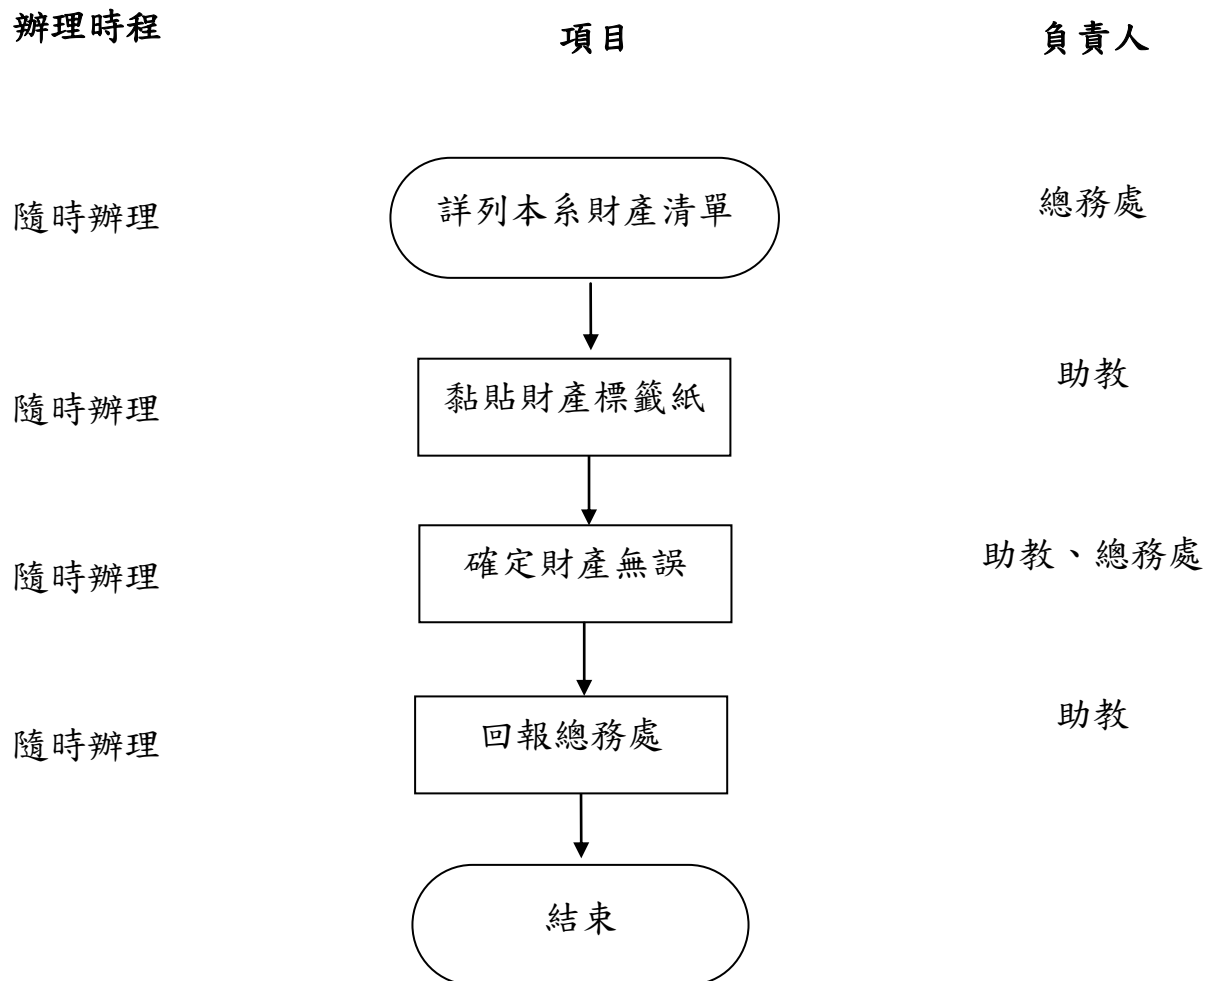 辦理時程 項目 負責人
隨時辦理 詳列本系財產清單 總務處
隨時辦理 黏貼財產標籤紙 助教
隨時辦理 確定財產無誤 助教、總務處
隨時辦理 回報總務處 助教
結束